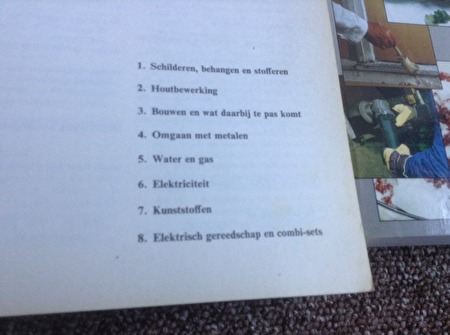 1. Schilderen, behangen en stofferen
2. Houtbewerking
3. Bouwen en wat daarbij te pas komt
4. Omgaan met metalen
5. Water en gas
6. Elektriciteit
7. Kunststoffen
8. Elektrisch gereedschap en combi-sets